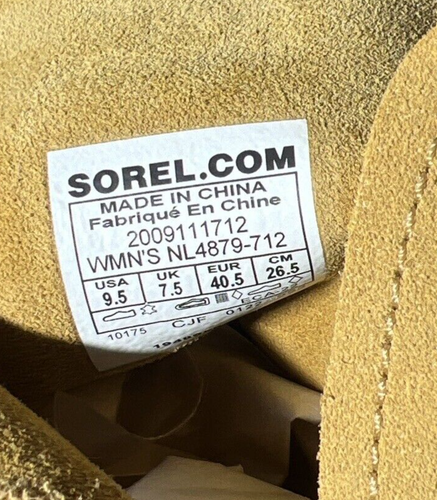 SOREL.COM
MADE IN CHINA
Fabriqué En Chine
2009111712
WMN'S NL4879-712
USA UK EUR CM
9.5 7.5 40.5 26.5
10175 CJF